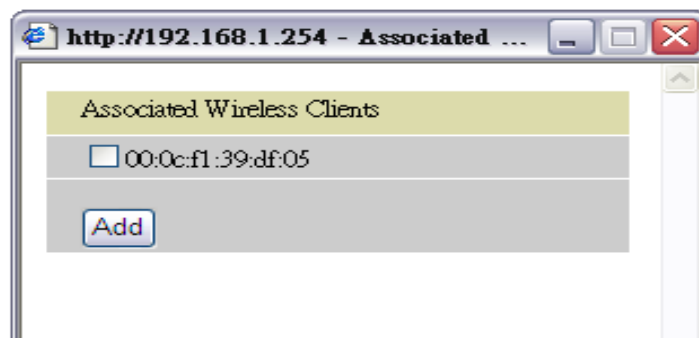 http://192.168.1.254 - Associated ...
Associated Wireless Clients
00:0c:f1:39:df:05
Add